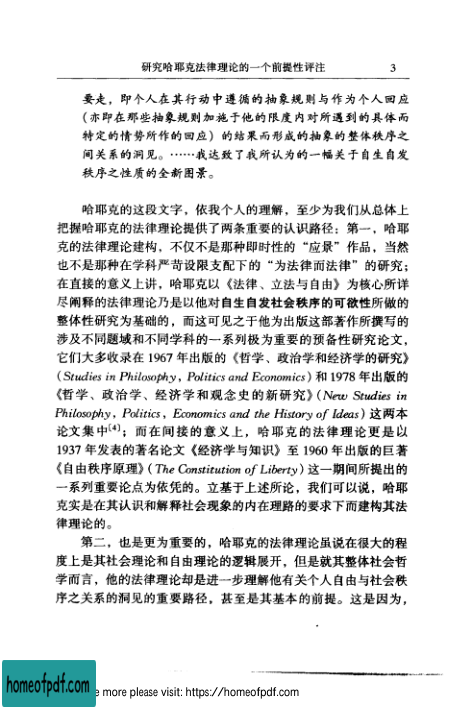 研究哈耶克法律理论的一个前提性评注 3
要走，即个人在其行动中遵循的抽象规则与作为个人回应
（亦即在那些抽象规则加施于他的限度内对所遇到的具体而
特定的情势所作的回应）的结果而形成的抽象的整体秩序之
间关系的洞见。……我达致了我所认为的一幅关于自生自发
秩序之性质的全新图景。
哈耶克的这段文字，依我个人的理解，至少为我们从总体上
把握哈耶克的法律理论提供了两条重要的认识路径：第一，哈耶
克的法律理论建构，不仅不是那种即时性的“应景”作品，当然
也不是那种在学科严苛设限支配下的“为法律而法律”的研究；
在直接的意义上讲，哈耶克以《法律、立法与自由》为核心所详
尽阐释的法律理论乃是以他对自生自发社会秩序的可欲性所做的
整体性研究为基础的，而这可见之于他为出版这部著作所撰写的
涉及不同题域和不同学科的一系列极为重要的预备性研究论文，
它们大多收录在 1967 年出版的《哲学、政治学和经济学的研究》
（Studies in Philosophy, Politics and Economics）和 1978 年出版的
《哲学、政治学、经济学和观念史的新研究》（New Studies in
Philosophy, Politics, Economics and the History of Ideas）这两本
论文集中[4]；而在间接的意义上，哈耶克的法律理论更是以
1937 年发表的著名论文《经济学与知识》至 1960 年出版的巨著
《自由秩序原理》（The Constitution of Liberty）这一期间所提出的
一系列重要论点为依凭的。立基于上述所论，我们可以说，哈耶
克实是在其认识和解释社会现象的内在理路的要求下而建构其法
律理论的。
第二，也是更为重要的，哈耶克的法律理论虽说在很大的程
度上是其社会理论和自由理论的逻辑展开，但是就其整体社会哲
学而言，他的法律理论却是进一步理解他有关个人自由与社会秩
序之关系的洞见的重要路径，甚至是其基本的前提。这是因为，
homeofpdf.com
e more please visit: https://homeofpdf.com